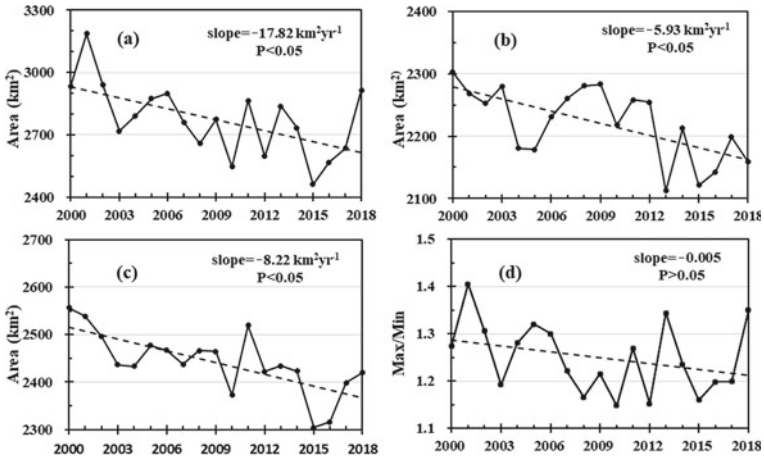 3300
3000
2700
2400
Area (km²)
(a)
slope=−17.82 km²yr⁻¹
P<0.05
2000 2003 2006 2009 2012 2015 2018
2400
2300
2200
2100
Area (km²)
(b)
slope=−5.93 km²yr⁻¹
P<0.05
2000 2003 2006 2009 2012 2015 2018
2700
2600
2500
2400
2300
Area (km²)
(c)
slope=−8.22 km²yr⁻¹
P<0.05
2000 2003 2006 2009 2012 2015 2018
1.5
1.4
1.3
1.2
1.1
Max/Min
(d)
slope=−0.005
P>0.05
2000 2003 2006 2009 2012 2015 2018